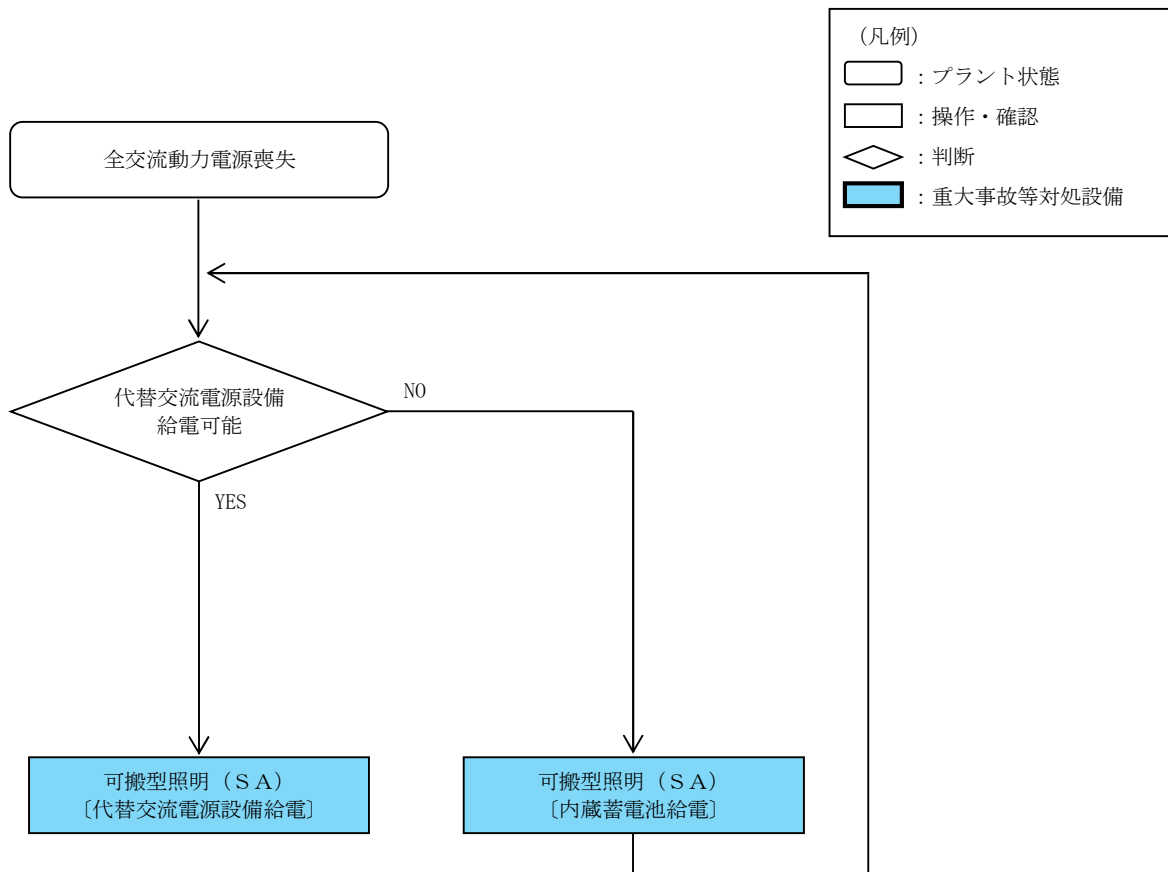 （凡例）
：プラント状態
：操作・確認
：判断
：重大事故等対処設備
全交流動力電源喪失
代替交流電源設備
給電可能
NO
YES
可搬型照明（ＳＡ）
〔代替交流電源設備給電〕
可搬型照明（ＳＡ）
〔内蔵蓄電池給電〕